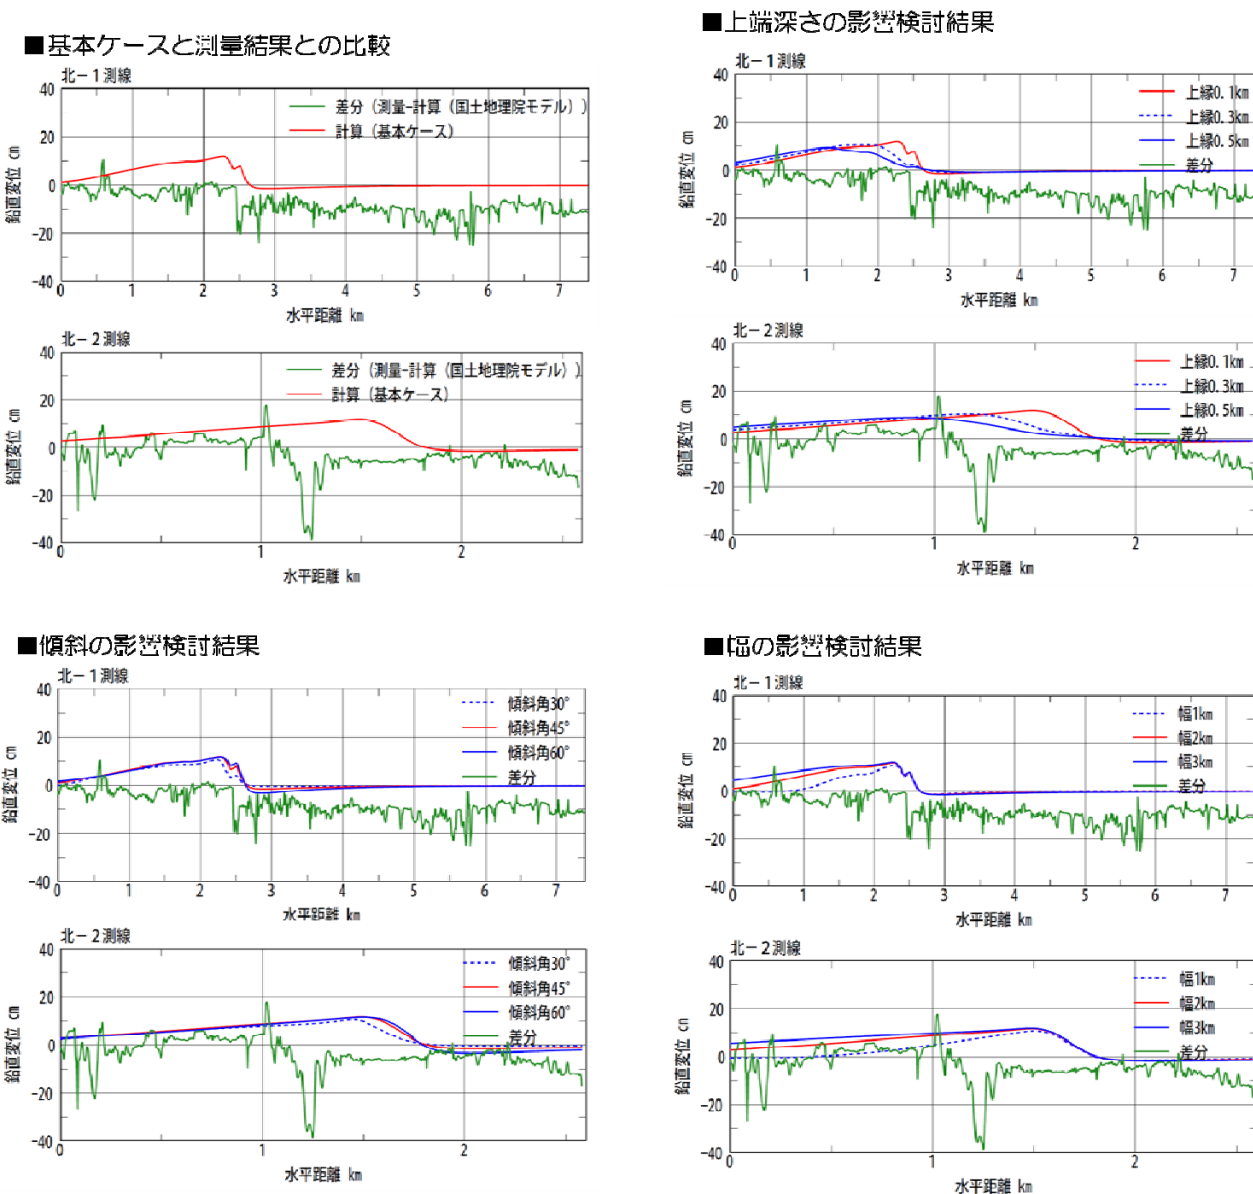 ■基本ケースと測量結果との比較
北－1測線
40
20
0
-20
-40
鉛直変位 cm
差分（測量-計算（国土地理院モデル））
計算（基本ケース）
0 1 2 3 4 5 6 7
水平距離 km
北－2測線
40
20
0
-20
-40
鉛直変位 cm
差分（測量-計算（国土地理院モデル））
計算（基本ケース）
0 1 2
水平距離 km
■上端深さの影響検討結果
北－1測線
40
20
0
-20
-40
鉛直変位 cm
上縁0.1km
上縁0.3km
上縁0.5km
差分
0 1 2 3 4 5 6 7
水平距離 km
北－2測線
40
20
0
-20
-40
鉛直変位 cm
上縁0.1km
上縁0.3km
上縁0.5km
差分
0 1 2
水平距離 km
■傾斜の影響検討結果
北－1測線
40
20
0
-20
-40
鉛直変位 cm
傾斜角30°
傾斜角45°
傾斜角60°
差分
0 1 2 3 4 5 6 7
水平距離 km
北－2測線
40
20
0
-20
-40
鉛直変位 cm
傾斜角30°
傾斜角45°
傾斜角60°
差分
0 1 2
水平距離 km
■幅の影響検討結果
北－1測線
40
20
0
-20
-40
鉛直変位 cm
幅1km
幅2km
幅3km
差分
0 1 2 3 4 5 6 7
水平距離 km
北－2測線
40
20
0
-20
-40
鉛直変位 cm
幅1km
幅2km
幅3km
差分
0 1 2
水平距離 km